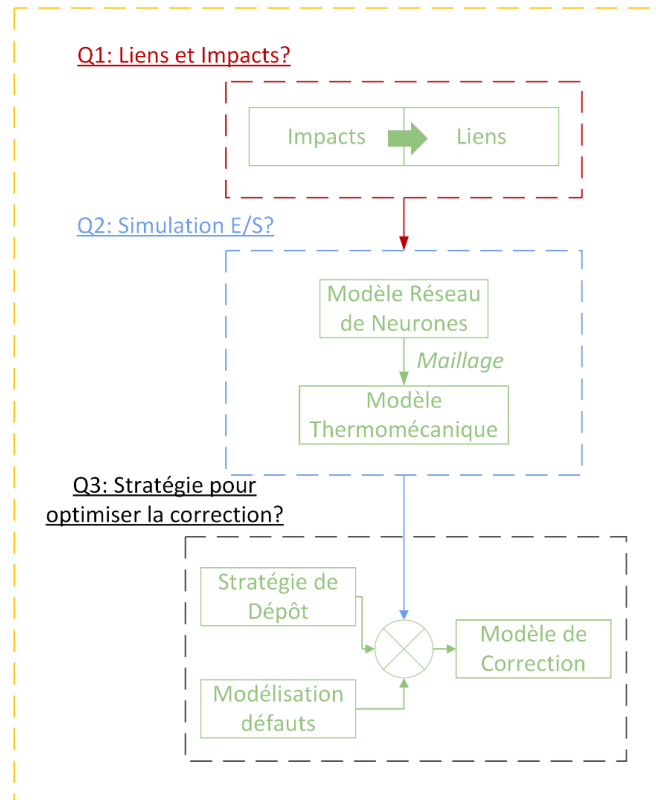 Q1: Liens et Impacts?
Impacts
Liens
Q2: Simulation E/S?
Modèle Réseau
de Neurones
Maillage
Modèle
Thermomécanique
Q3: Stratégie pour
optimiser la correction?
Stratégie de
Dépôt
Modèle de
Correction
Modélisation
défauts